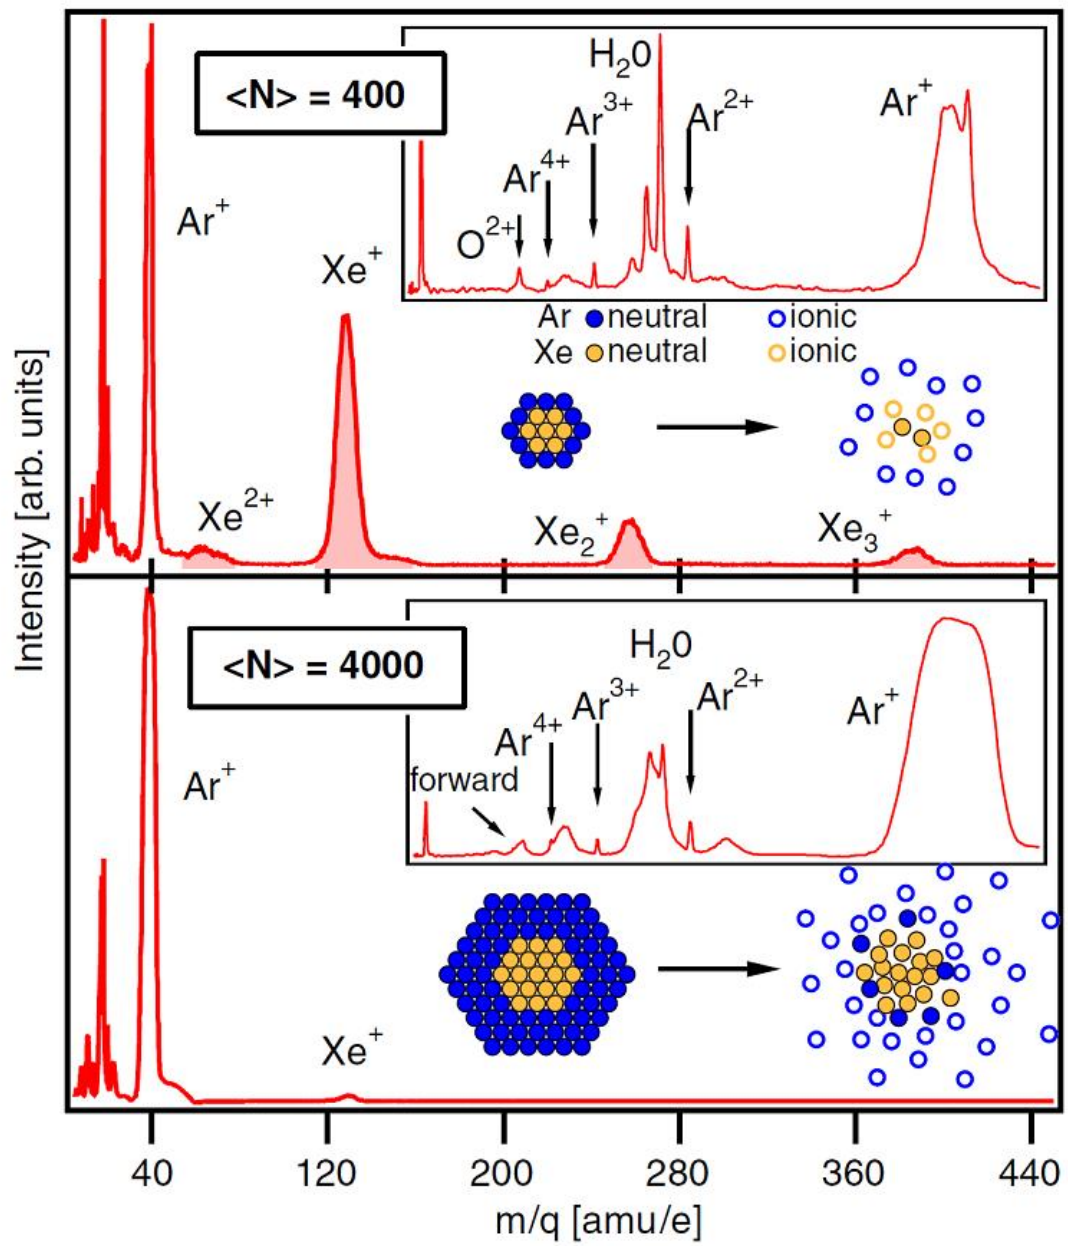 <N> = 400
Ar⁺
Xe⁺
Xe²⁺
Xe₂⁺
Xe₃⁺
H₂0
Ar³⁺
Ar²⁺
Ar⁺
Ar⁴⁺
O²⁺
Ar neutral ionic
Xe neutral ionic
Intensity [arb. units]
<N> = 4000
Ar⁺
Xe⁺
H₂0
Ar³⁺
Ar²⁺
Ar⁺
Ar⁴⁺
forward
40 120 200 280 360 440
m/q [amu/e]